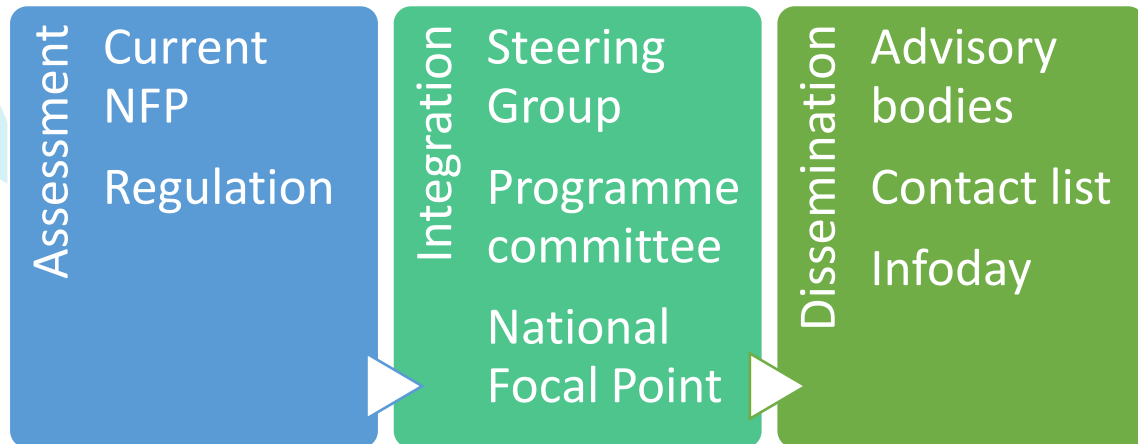 Assessment
Current
NFP
Regulation
Integration
Steering
Group
Programme
committee
National
Focal Point
Dissemination
Advisory
bodies
Contact list
Infoday